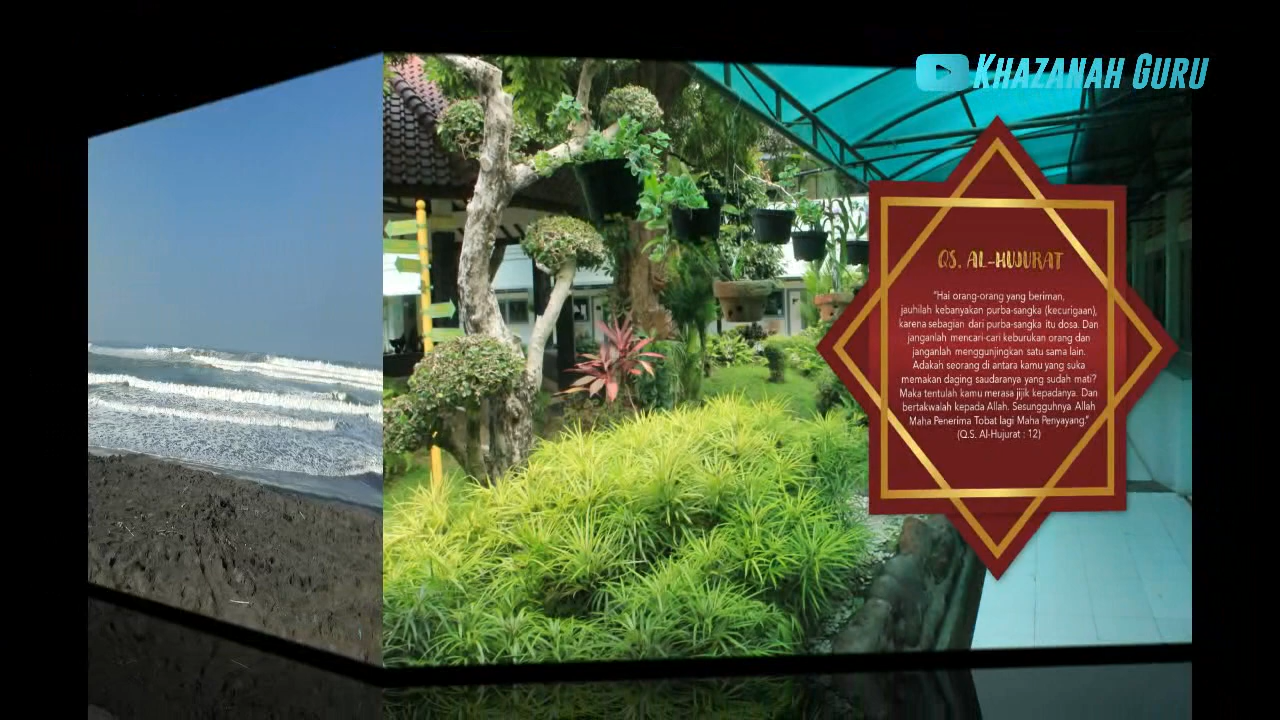 KHAZANAH GURU
QS. AL-HUJURAT
"Hai orang-orang yang beriman,
jauhilah kebanyakan purba-sangka (kecurigaan),
karena sebagian dari purba-sangka itu dosa. Dan
janganlah mencari-cari keburukan orang dan
janganlah menggunjingkan satu sama lain.
Adakah seorang di antara kamu yang suka
memakan daging saudaranya yang sudah mati?
Maka tentulah kamu merasa jijik kepadanya. Dan
bertakwalah kepada Allah. Sesungguhnya Allah
Maha Penerima Tobat lagi Maha Penyayang."
(Q.S. Al-Hujurat : 12)